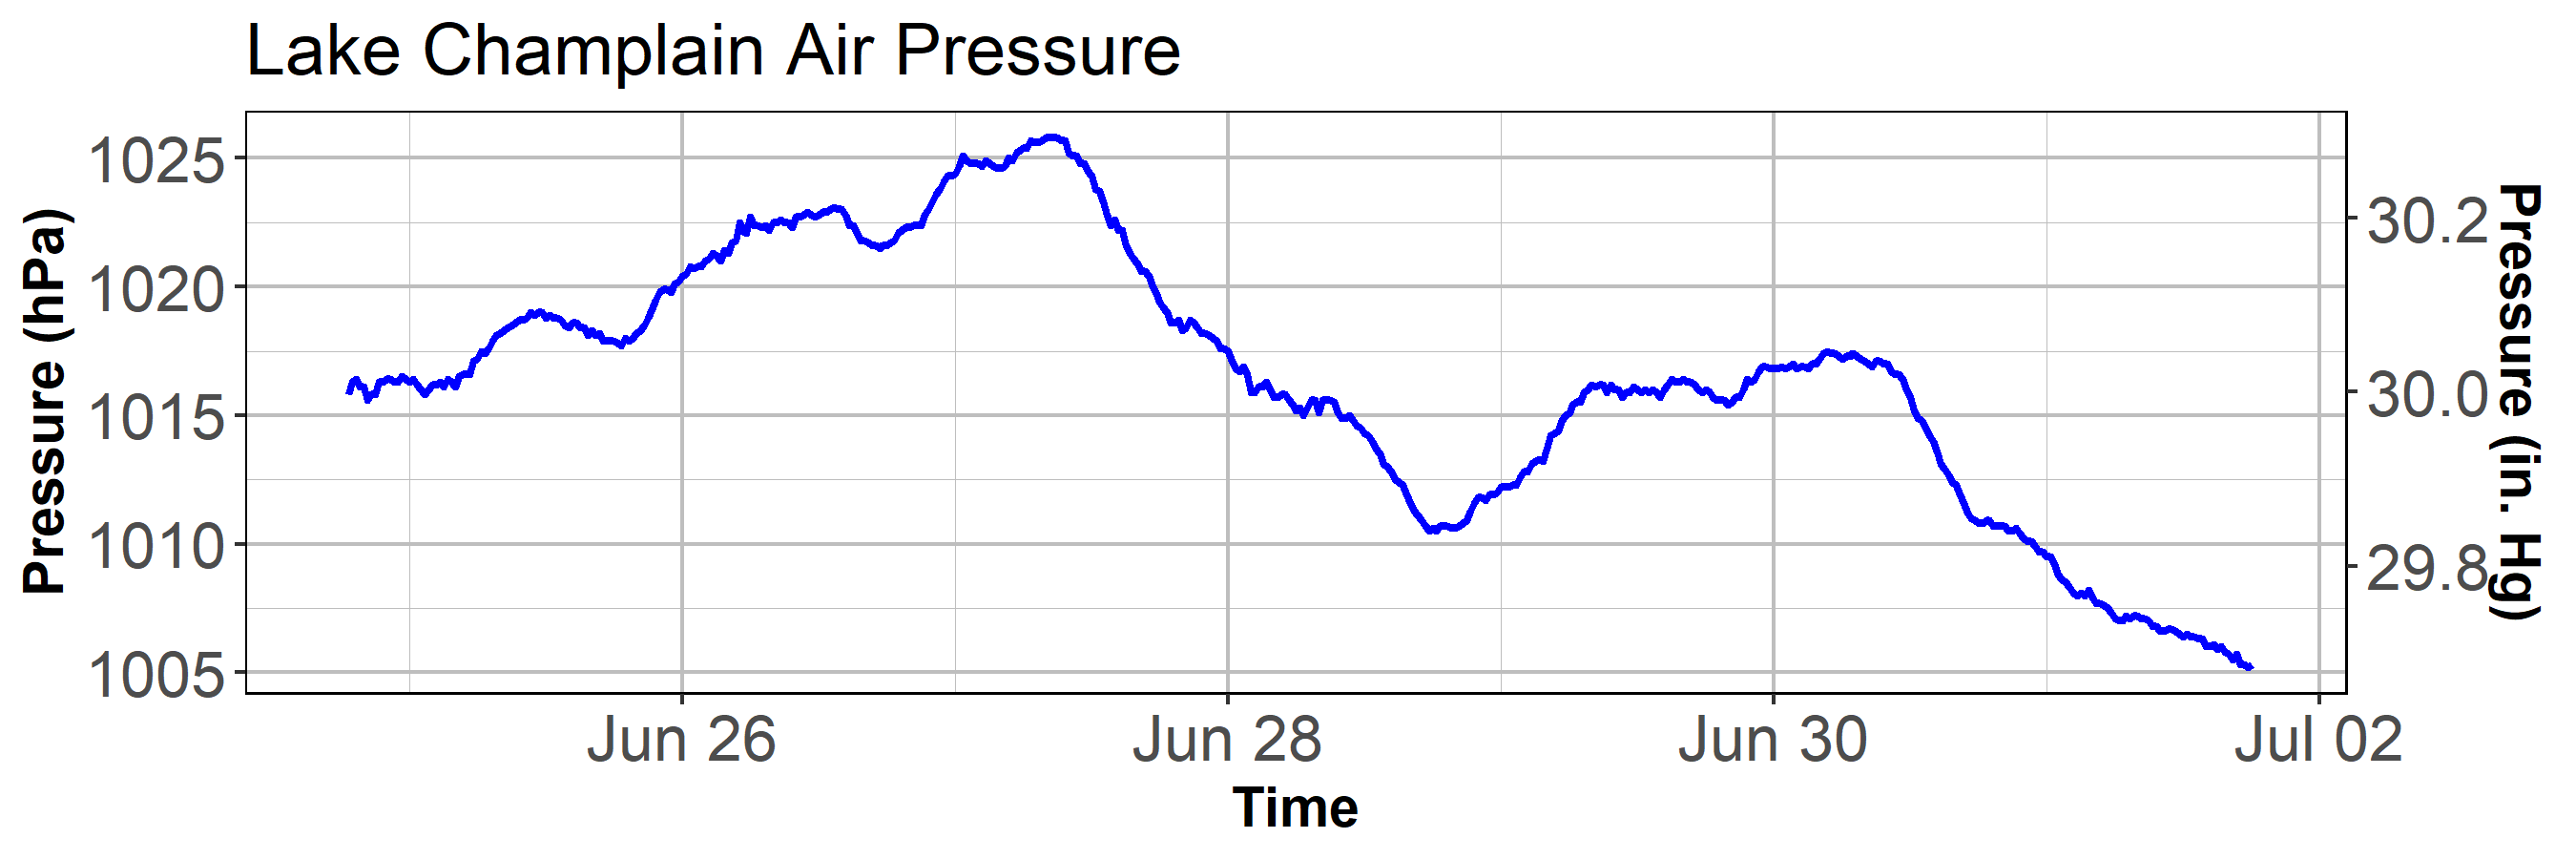 Lake Champlain Air Pressure
Pressure (hPa)
1025
1020
1015
1010
1005
30.2
30.0
29.8
Pressure (in. Hg)
Jun 26 Jun 28 Jun 30 Jul 02
Time